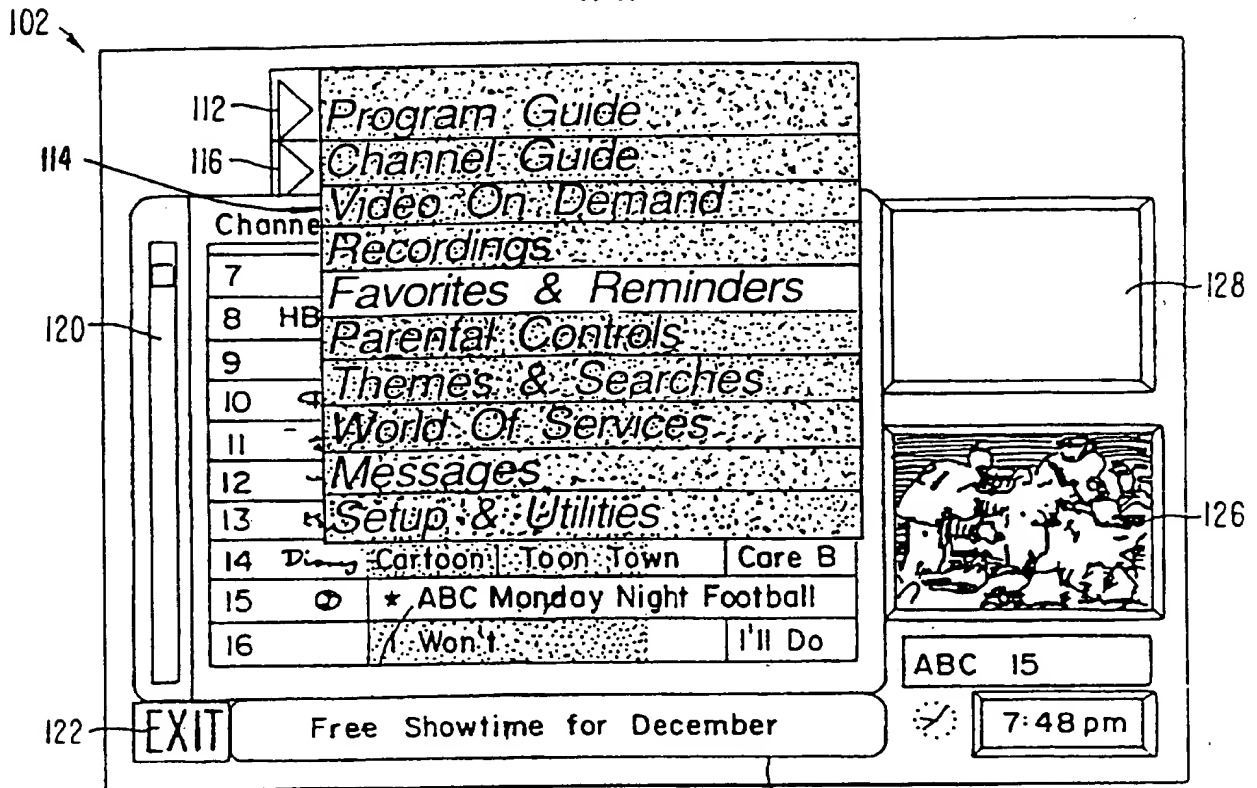 102
112
Program Guide
116
Channel Guide
114
Video On Demand
Channe
Recordings
7
Favorites & Reminders
128
8 HB
Parental Controls
120
9
Themes & Searches
10
World Of Services
11
12
Messages
13
Setup & Utilities
126
14 Disney Cartoon Toon Town Care B
15 ★ ABC Monday Night Football
16 I Won't I'll Do
ABC 15
122
EXIT
Free Showtime for December
7:48 pm